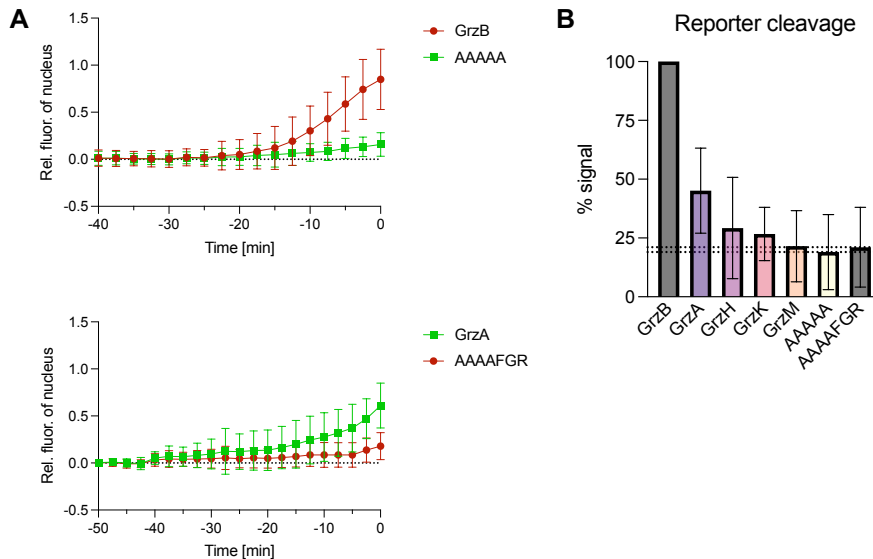 A
Rel. fluor. of nucleus
1.5
1.0
0.5
0.0
-0.5
-40
-30
-20
-10
0
Time [min]
GrzB
AAAAA
Rel. fluor. of nucleus
1.5
1.0
0.5
0.0
-0.5
-50
-40
-30
-20
-10
0
Time [min]
GrzA
AAAAFGR
B
Reporter cleavage
% signal
100
75
50
25
0
GrzB
GrzA
GrzH
GrzK
GrzM
AAAAA
AAAAFGR